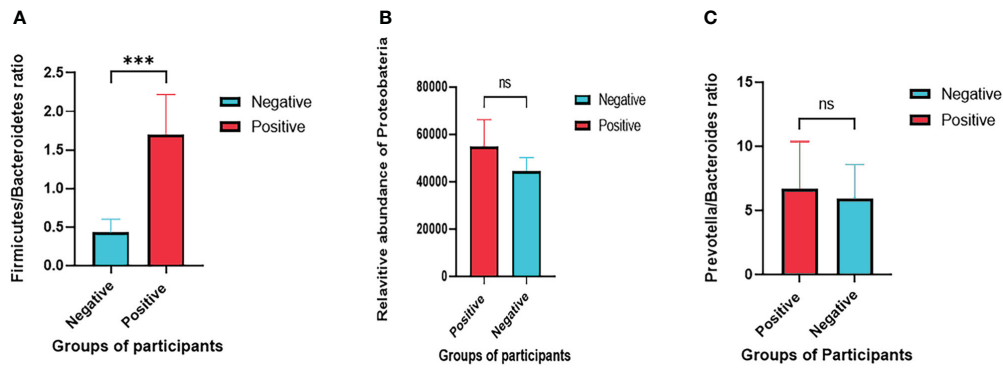 A
Firmicutes/Bacteroidetes ratio
2.5
2.0
1.5
1.0
0.5
0.0
***
Negative
Positive
Negative
Positive
Groups of participants
B
Relavitive abundance of Proteobateria
80000
60000
40000
20000
0
ns
Negative
Positive
Positive
Negative
Groups of participants
C
Prevotella/Bacteroides ratio
15
10
5
0
ns
Negative
Positive
Positive
Negative
Groups of Participants